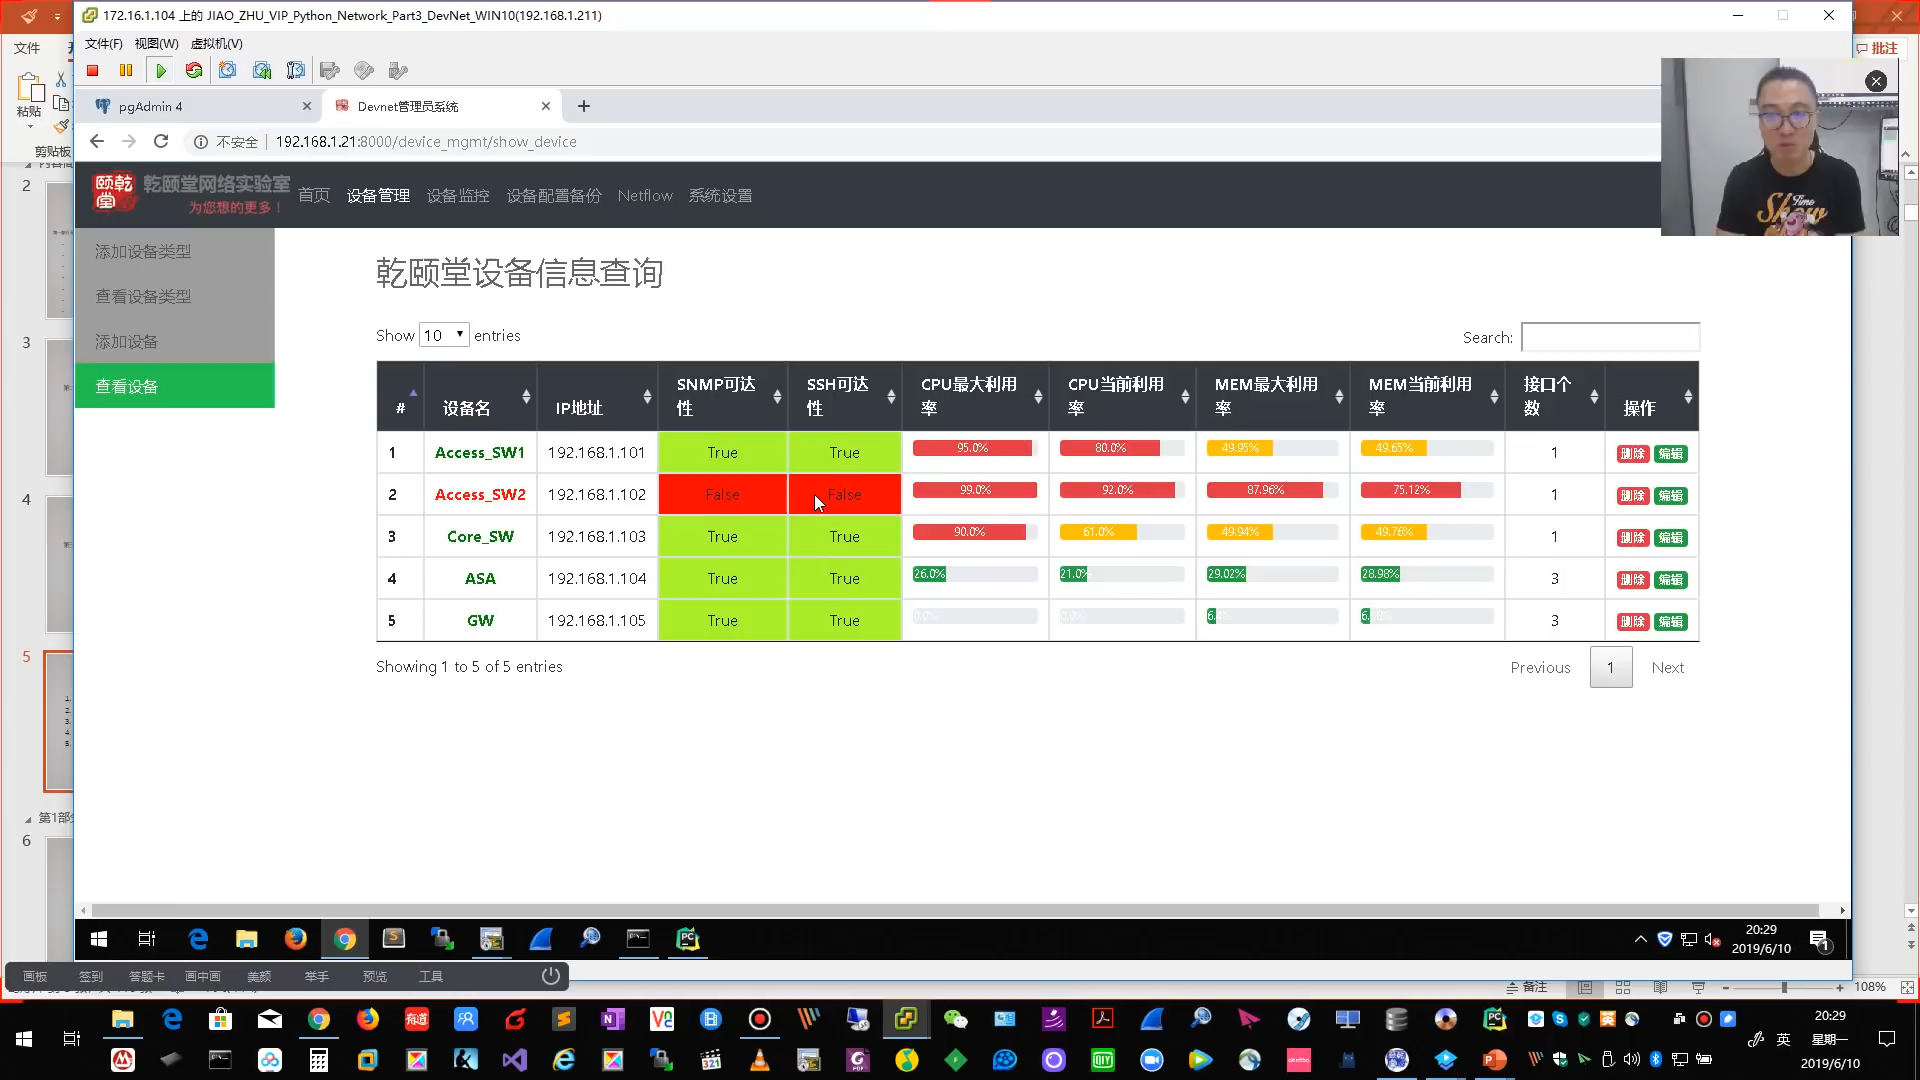 172.16.1.104 上的 JIAO_ZHU_VIP_Python_Network_Part3_DevNet_WIN10(192.168.1.211)
文件
文件(F) 视图(W) 虚拟机(V)
批注
粘贴
剪贴板
pgAdmin 4
Devnet管理员系统
不安全 192.168.1.21:8000/device_mgmt/show_device
颐乾堂
乾颐堂网络实验室
为您想的更多！
首页 设备管理 设备监控 设备配置备份 Netflow 系统设置
添加设备类型
查看设备类型
添加设备
查看设备
乾颐堂设备信息查询
Show 10 entries
Search:
# 设备名 IP地址 SNMP可达性 SSH可达性 CPU最大利用率 CPU当前利用率 MEM最大利用率 MEM当前利用率 接口个数 操作
1 Access_SW1 192.168.1.101 True True 95.0% 80.0% 49.95% 49.65% 1 删除 编辑
2 Access_SW2 192.168.1.102 False False 99.0% 92.0% 87.96% 75.12% 1 删除 编辑
3 Core_SW 192.168.1.103 True True 90.0% 61.0% 49.94% 49.76% 1 删除 编辑
4 ASA 192.168.1.104 True True 26.0% 21.0% 29.02% 28.98% 3 删除 编辑
5 GW 192.168.1.105 True True 3 删除 编辑
Showing 1 to 5 of 5 entries
Previous 1 Next
2
3
4
5
6
20:29
2019/6/10
画板 签到 答题卡 画中画 美颜 举手 预览 工具
备注
108%
英
20:29
星期一
2019/6/10